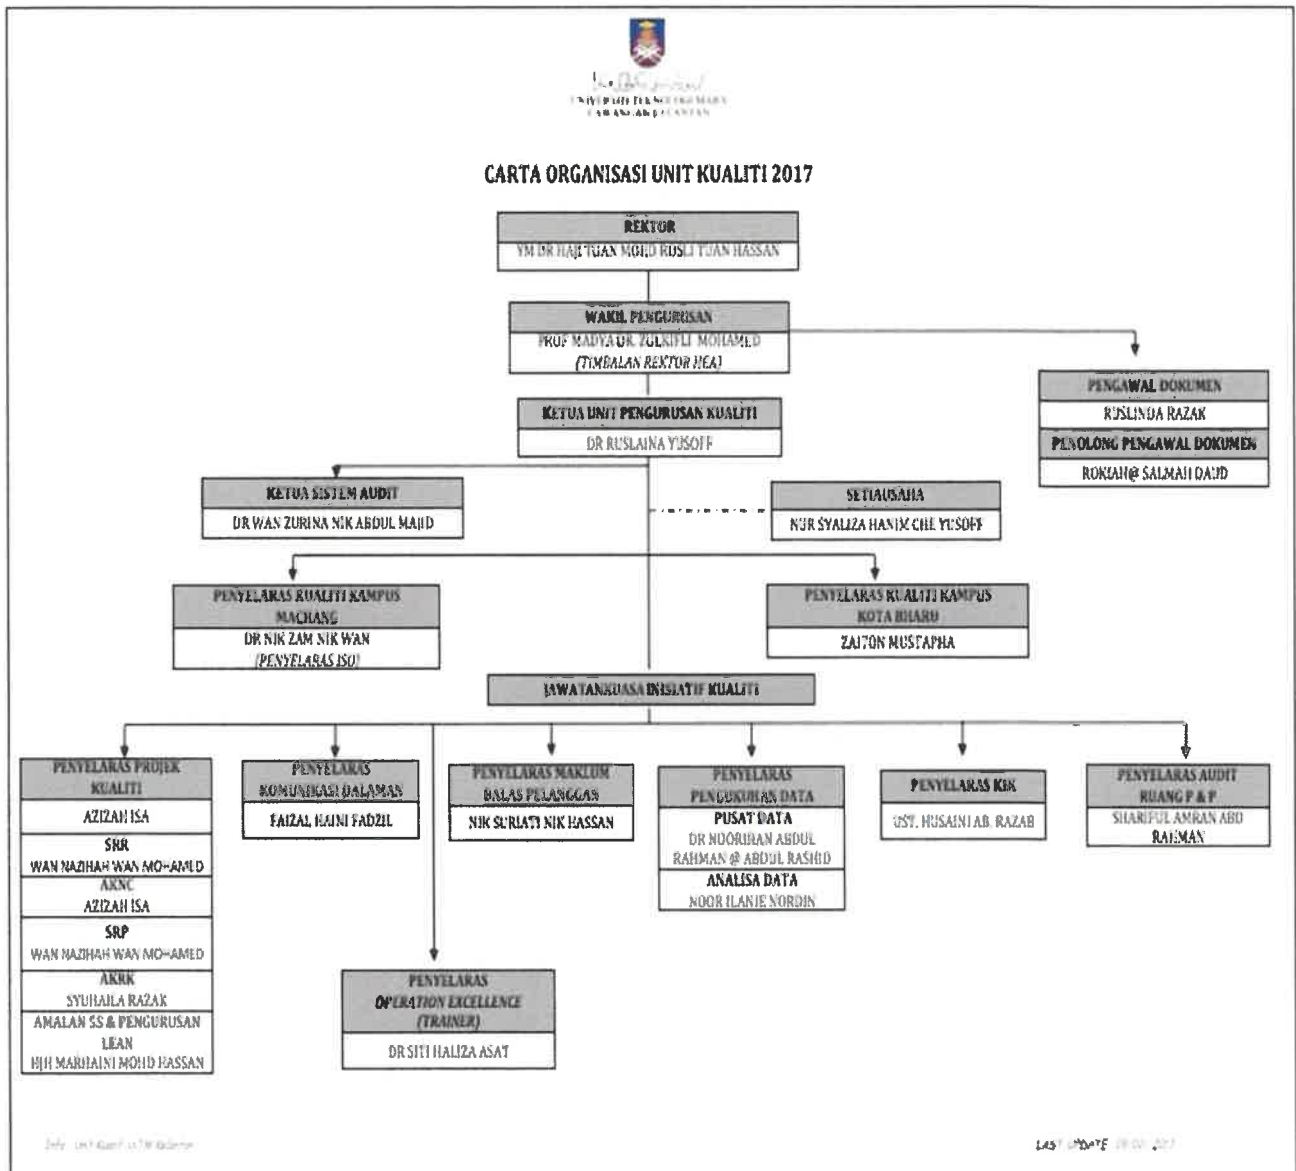 UNIVERSITI TEKNOLOGI MARA
CAWANGAN KELANTAN
CARTA ORGANISASI UNIT KUALITI 2017
REKTOR
YM DR HAJI TUAN MOHD RUSLI TUAN HASSAN
WAKIL PENGURUSAN
PROF MADYA DR. ZULKIFLI MOHAMED
(TIMBALAN REKTOR HEA)
PENGAWAL DOKUMEN
RUSLINDA RAZAK
PENOLONG PENGAWAL DOKUMEN
ROKIAH@ SALMAH DAUD
KETUA UNIT PENGURUSAN KUALITI
DR RUSLAINA YUSOFF
KETUA SISTEM AUDIT
DR WAN ZURINA NIK ABDUL MAJID
SETIAUSAHA
NUR SYALIZA HANIM CHE YUSOFF
PENYELARAS KUALITI KAMPUS
MACHANG
DR NIK ZAM NIK WAN
(PENYELARAS ISO)
PENYELARAS KUALITI KAMPUS
KOTA BHARU
ZAITON MUSTAPHA
JAWATANKUASA INISIATIF KUALITI
PENYELARAS PROJEK
KUALITI
AZIZAH ISA
SRR
WAN NAZIHAH WAN MOHAMED
AKNC
AZIZAH ISA
SRP
WAN NAZIHAH WAN MOHAMED
AKRK
SYUHAILA RAZAK
AMALAN 5S & PENGURUSAN
LEAN
HJH MARHAINI MOHD HASSAN
PENYELARAS
KOMUNIKASI DALAMAN
FAIZAL HAINI FADZIL
PENYELARAS
OPERATION EXCELLENCE
(TRAINER)
DR SITI HALIZA ASAT
PENYELARAS MAKLUM
BALAS PELANGGAN
NIK SURIATI NIK HASSAN
PENYELARAS
PENGUKUHAN DATA
PUSAT DATA
DR NOORIHAN ABDUL
RAHMAN @ ABDUL RASHID
ANALISA DATA
NOOR ILANIE NORDIN
PENYELARAS KIK
UST. HUSAINI AB. RAZAB
PENYELARAS AUDIT
RUANG P & P
SHARIFUL AMRAN ABD
RAHMAN
LAST UPDATE